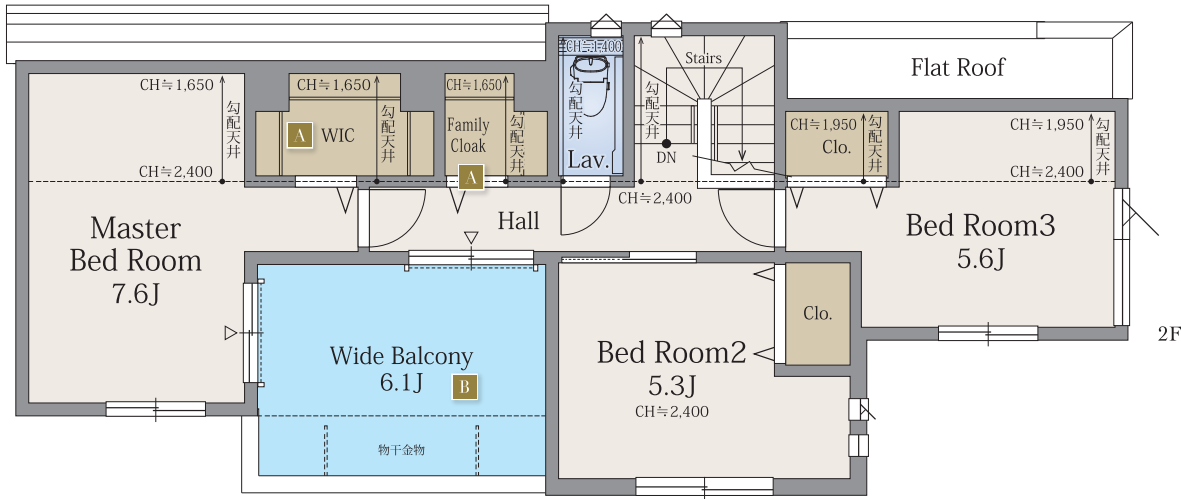 CH≒1,400
Stairs
Flat Roof
CH≒1,650
CH≒1,650
CH≒1,650
勾配天井
勾配天井
勾配天井
勾配天井
勾配天井
CH≒1,950
勾配天井
CH≒1,950
勾配天井
A
WIC
Family
Cloak
A
Lav.
DN
Clo.
CH≒2,400
CH≒2,400
CH≒2,400
Master
Bed Room
7.6J
Hall
Bed Room3
5.6J
Clo.
2F
Wide Balcony
6.1J
B
Bed Room2
5.3J
CH≒2,400
物干金物